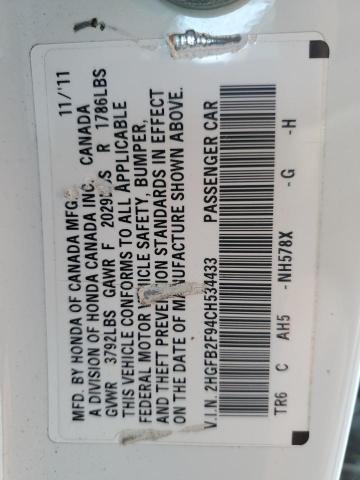 MFD. BY HONDA OF CANADA MFG. 11/'11
A DIVISION OF HONDA CANADA INC., CANADA
GVWR 3792LBS GAWR F 2029LBS R 1786LBS
THIS VEHICLE CONFORMS TO ALL APPLICABLE
FEDERAL MOTOR VEHICLE SAFETY, BUMPER,
AND THEFT PREVENTION STANDARDS IN EFFECT
ON THE DATE OF MANUFACTURE SHOWN ABOVE.
V.I.N. 2HGFB2F94CH534433 PASSENGER CAR
TR6 C AH5 -NH578X -G -H